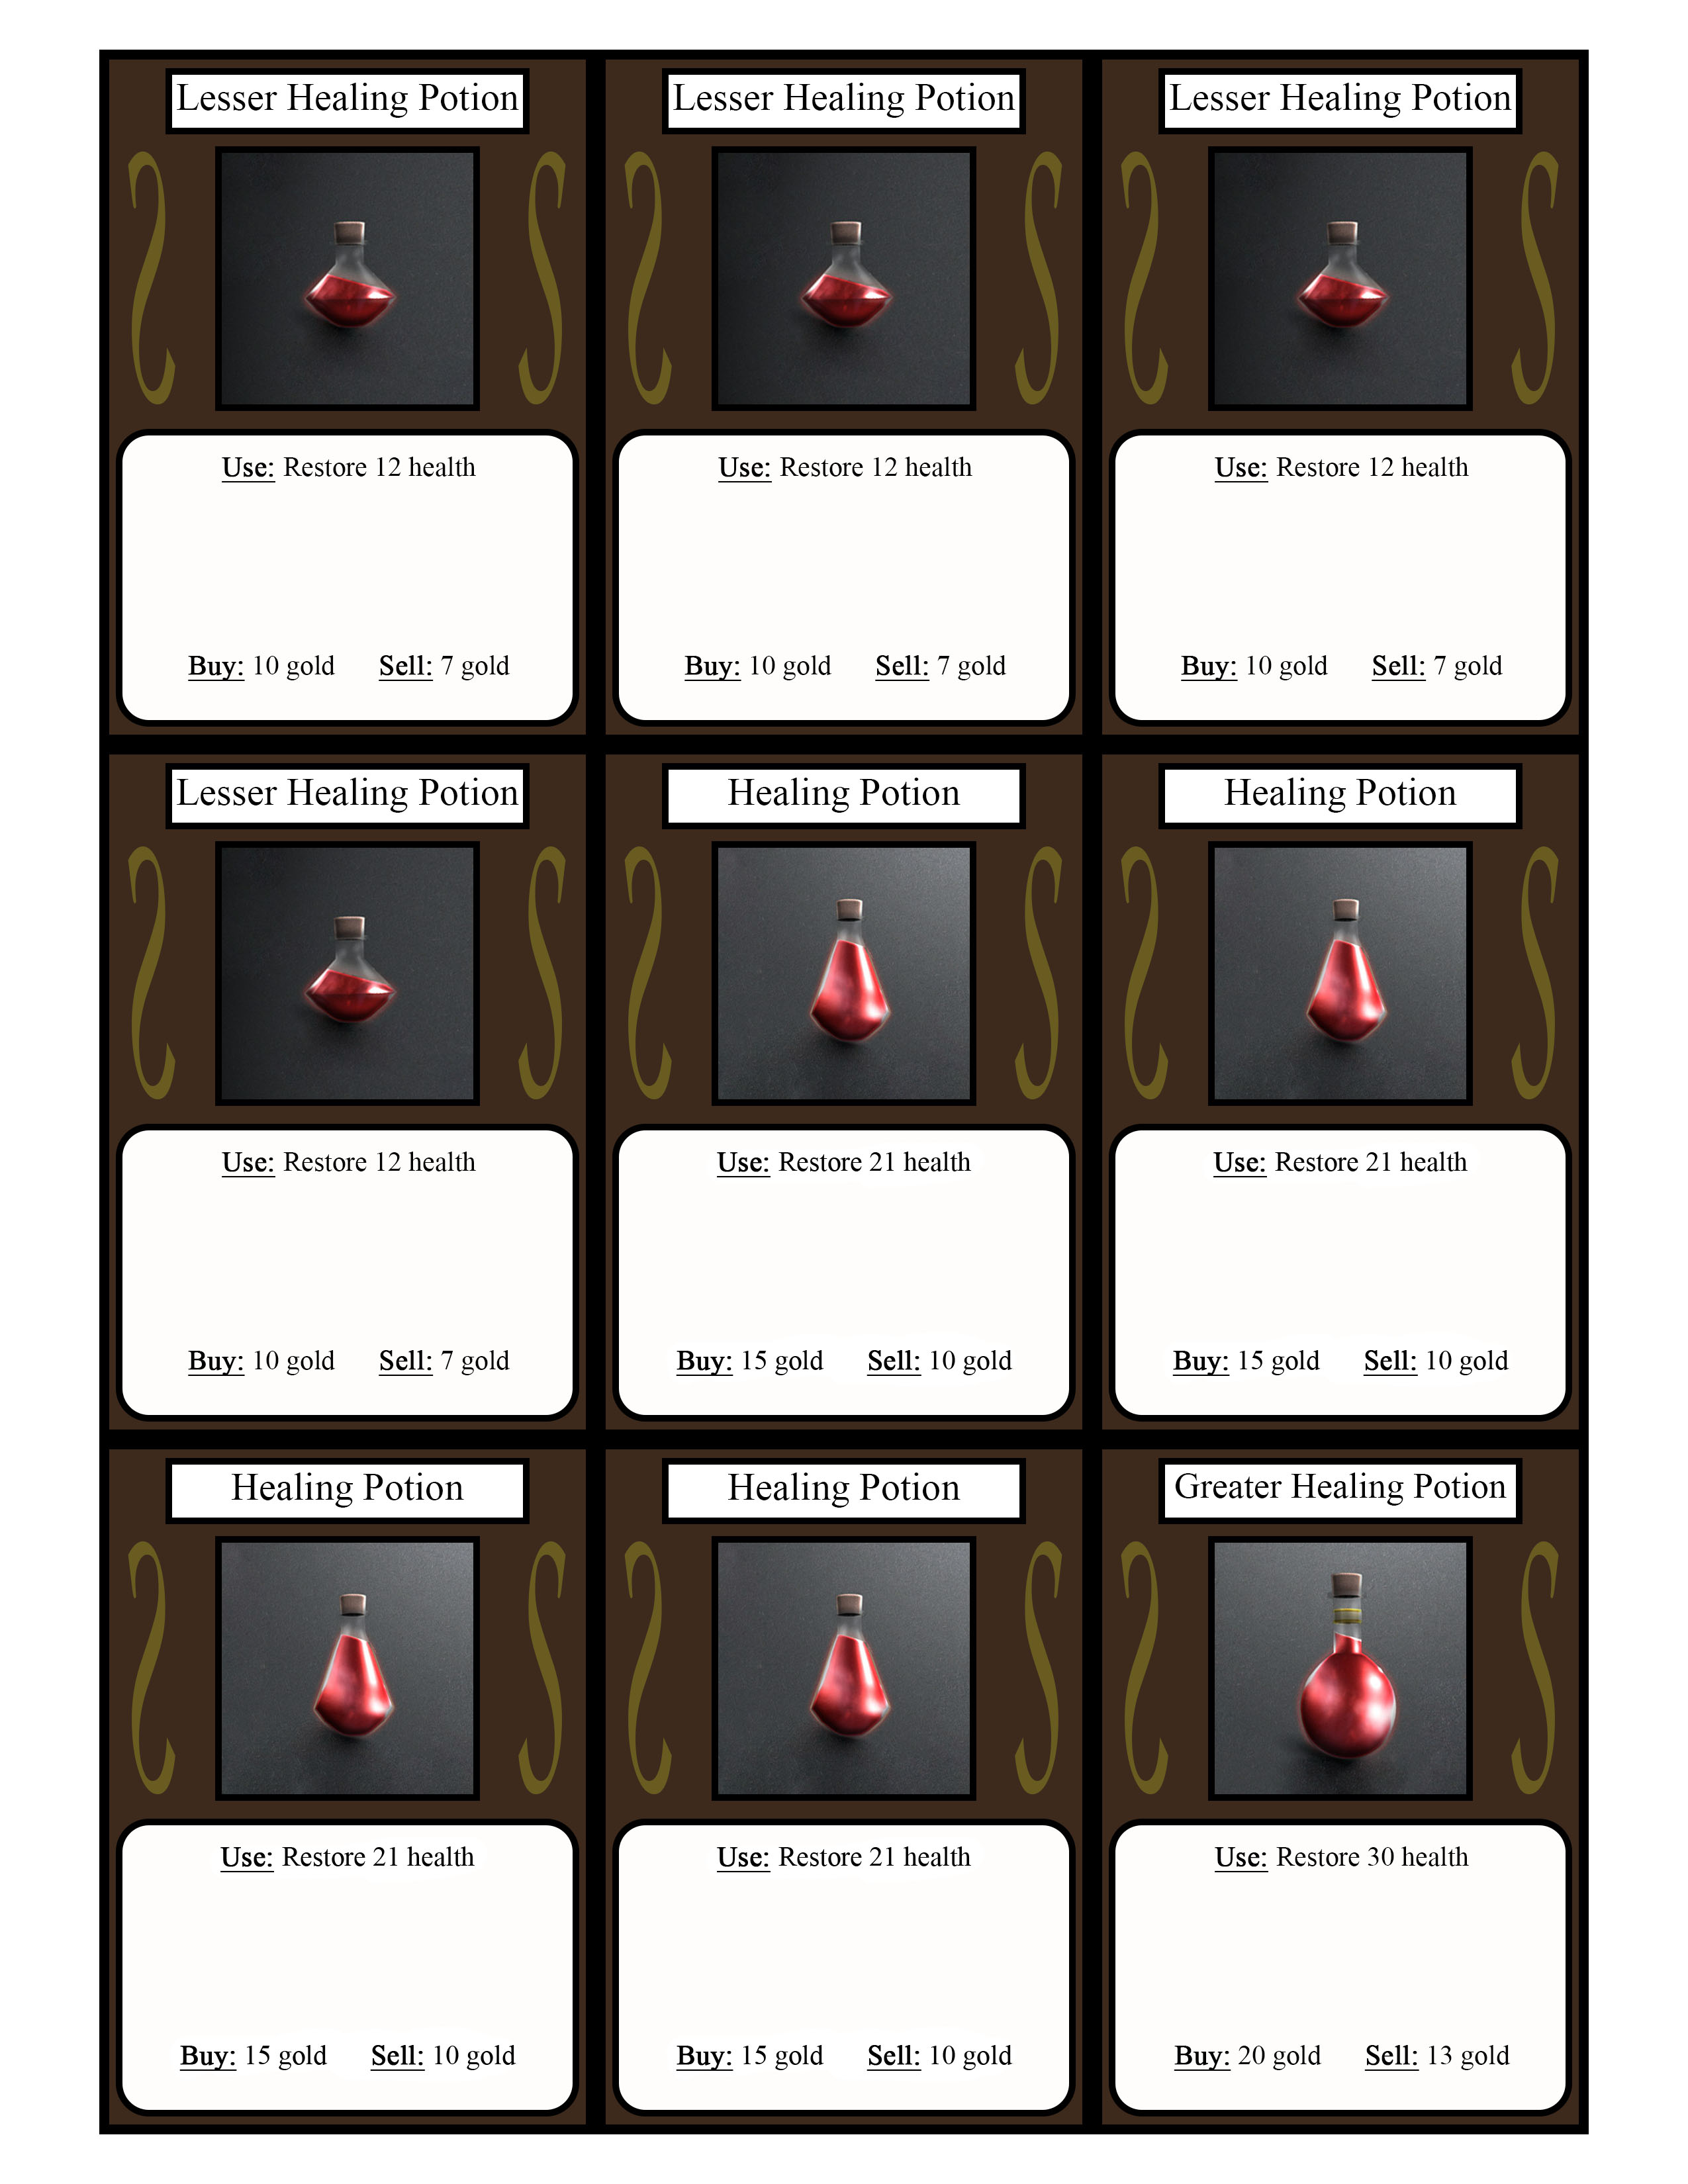 Lesser Healing Potion
Use: Restore 12 health
Buy: 10 gold Sell: 7 gold
Lesser Healing Potion
Use: Restore 12 health
Buy: 10 gold Sell: 7 gold
Lesser Healing Potion
Use: Restore 12 health
Buy: 10 gold Sell: 7 gold
Lesser Healing Potion
Use: Restore 12 health
Buy: 10 gold Sell: 7 gold
Healing Potion
Use: Restore 21 health
Buy: 15 gold Sell: 10 gold
Healing Potion
Use: Restore 21 health
Buy: 15 gold Sell: 10 gold
Healing Potion
Use: Restore 21 health
Buy: 15 gold Sell: 10 gold
Healing Potion
Use: Restore 21 health
Buy: 15 gold Sell: 10 gold
Greater Healing Potion
Use: Restore 30 health
Buy: 20 gold Sell: 13 gold